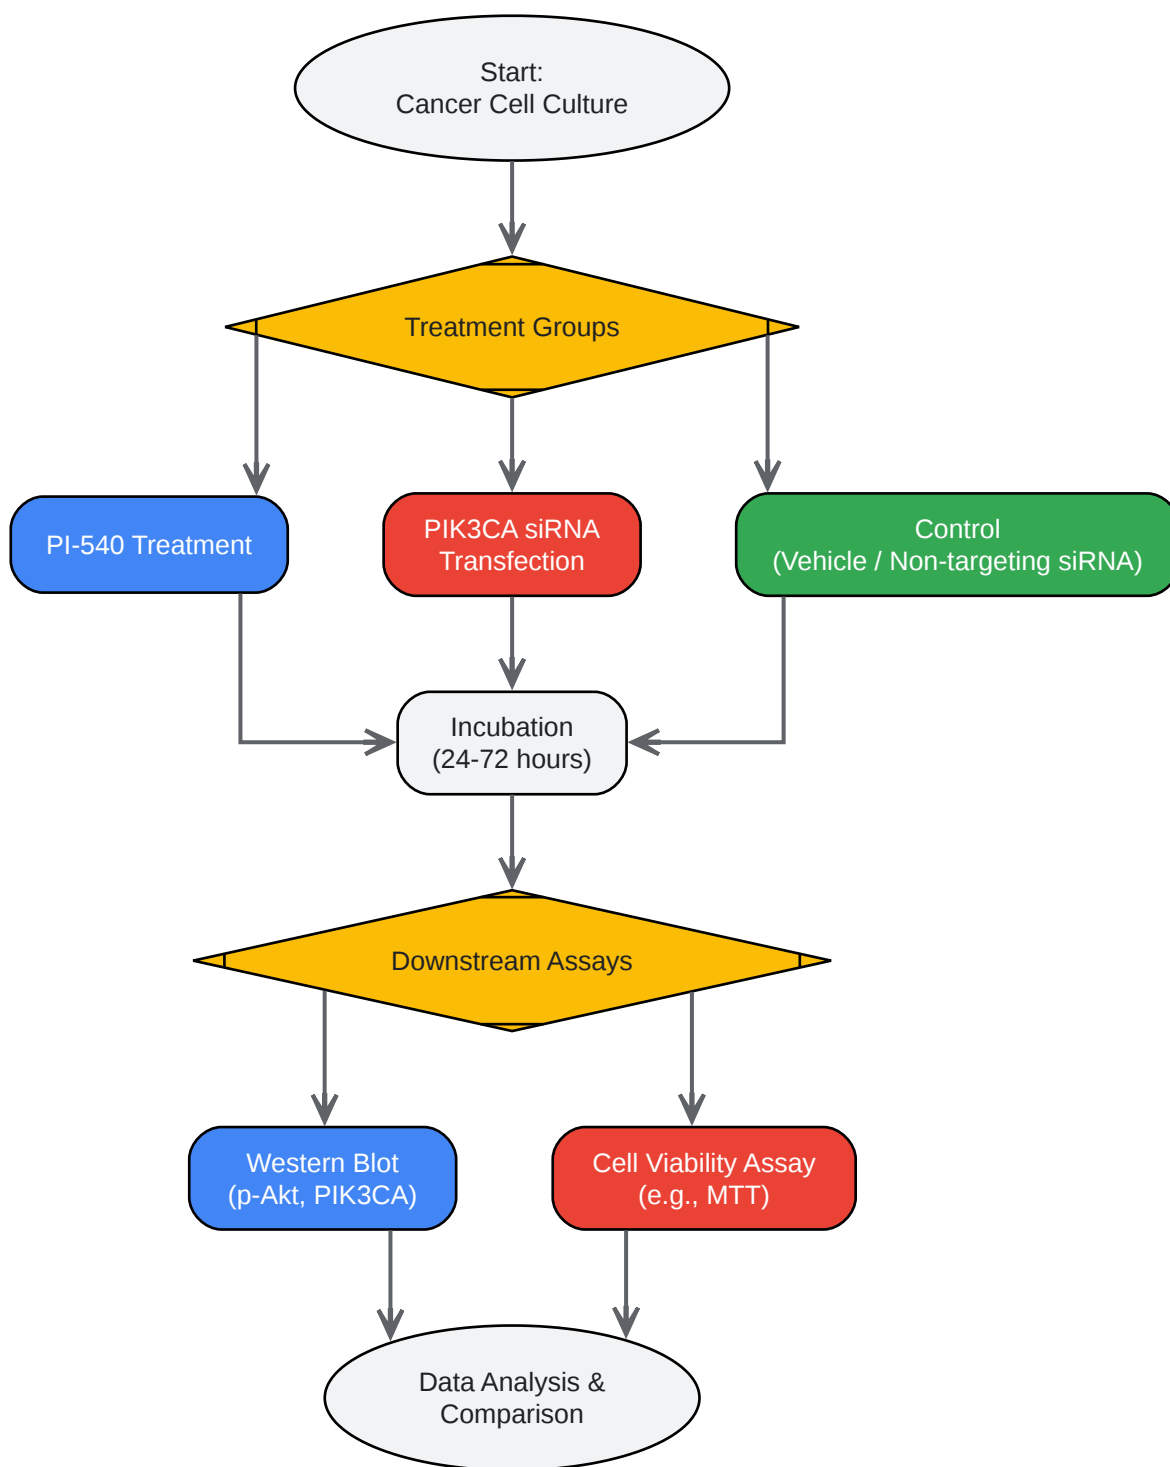 Start:
Cancer Cell Culture
Treatment Groups
PI-540 Treatment
PIK3CA siRNA
Transfection
Control
(Vehicle / Non-targeting siRNA)
Incubation
(24-72 hours)
Downstream Assays
Western Blot
(p-Akt, PIK3CA)
Cell Viability Assay
(e.g., MTT)
Data Analysis &
Comparison